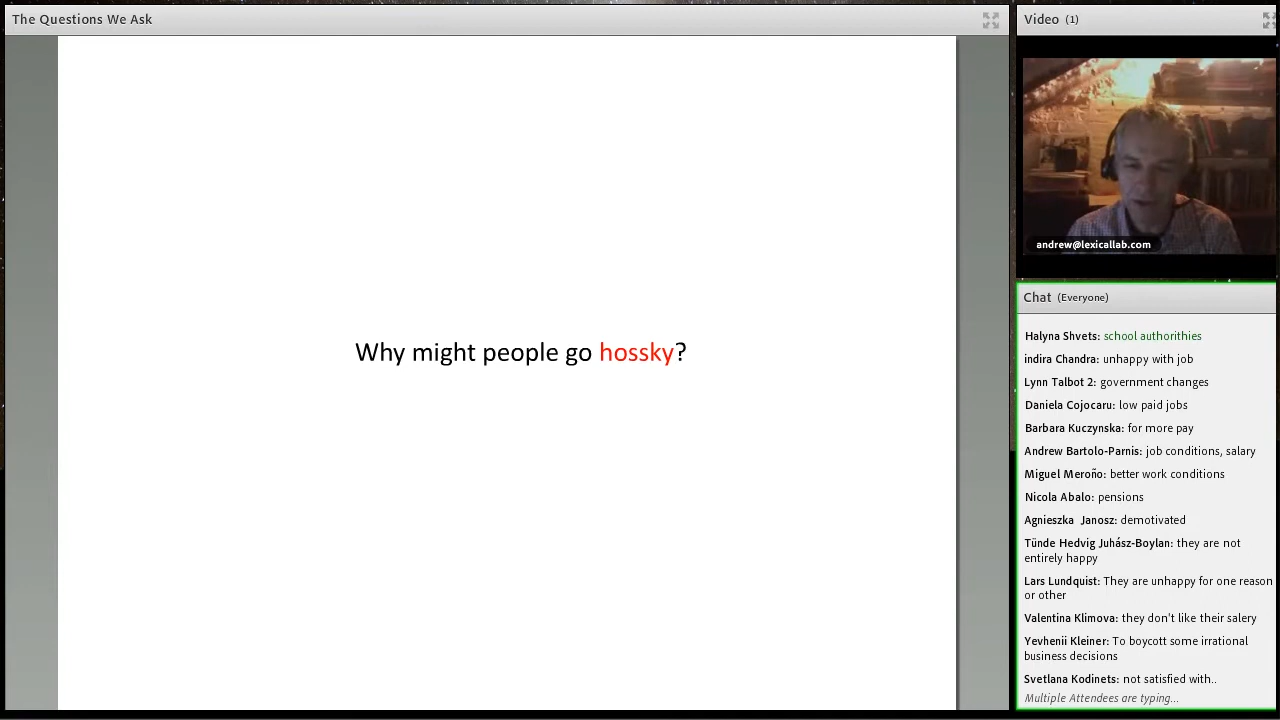 The Questions We Ask
Why might people go hossky?
Video (1)
andrew@lexicallab.com
Chat (Everyone)
Halyna Shvets: school authorithies
indira Chandra: unhappy with job
Lynn Talbot 2: government changes
Daniela Cojocaru: low paid jobs
Barbara Kuczynska: for more pay
Andrew Bartolo-Parnis: job conditions, salary
Miguel Meroño: better work conditions
Nicola Abalo: pensions
Agnieszka Janosz: demotivated
Tünde Hedvig Juhász-Boylan: they are not
entirely happy
Lars Lundquist: They are unhappy for one reason
or other
Valentina Klimova: they don't like their salery
Yevhenii Kleiner: To boycott some irrational
business decisions
Svetlana Kodinets: not satisfied with..
Multiple Attendees are typing...